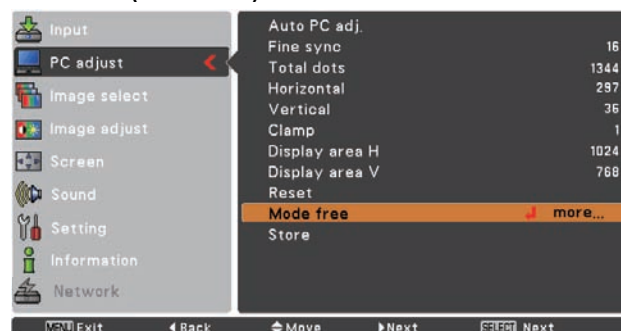 Input
PC adjust
Image select
Image adjust
Screen
Sound
Setting
Information
Network
Auto PC adj.
Fine sync 16
Total dots 1344
Horizontal 297
Vertical 36
Clamp 1
Display area H 1024
Display area V 768
Reset
Mode free more...
Store
MENU Exit Back Move Next SELECT Next